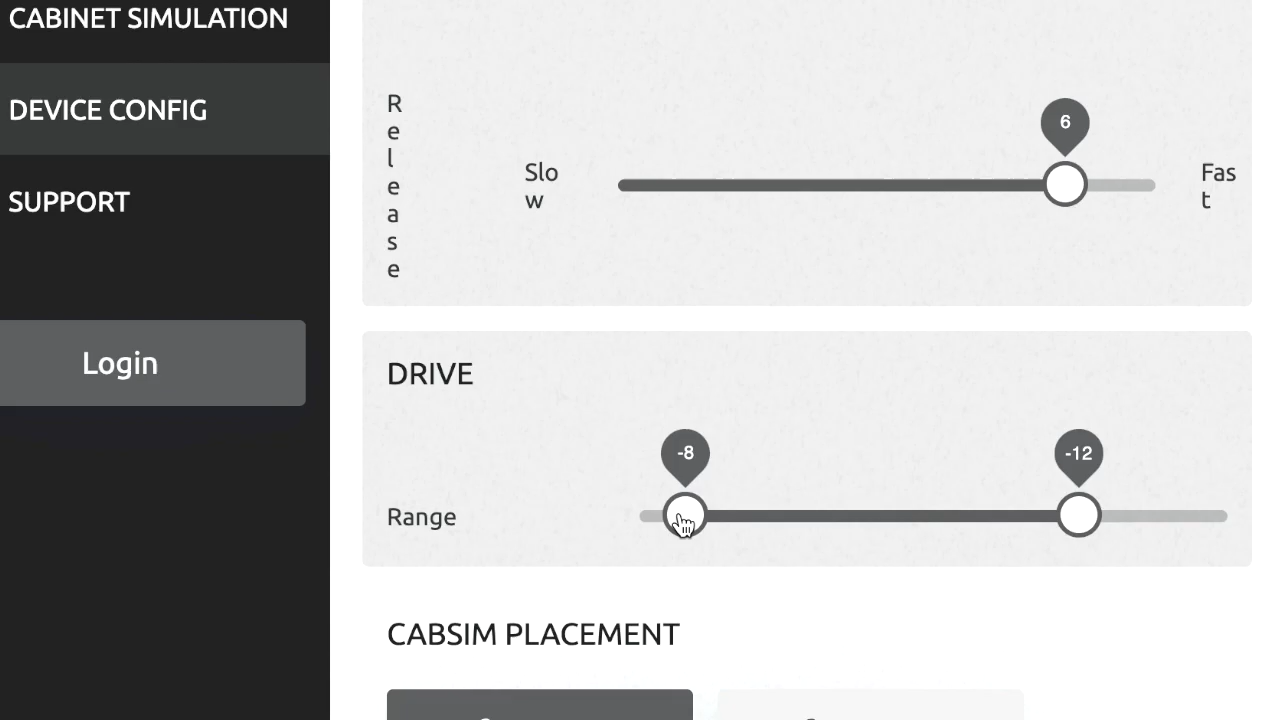 CABINET SIMULATION
DEVICE CONFIG
SUPPORT
Login
R
e
l
e
a
s
e
Slo
w
6
Fas
t
DRIVE
Range
-8
-12
CABSIM PLACEMENT